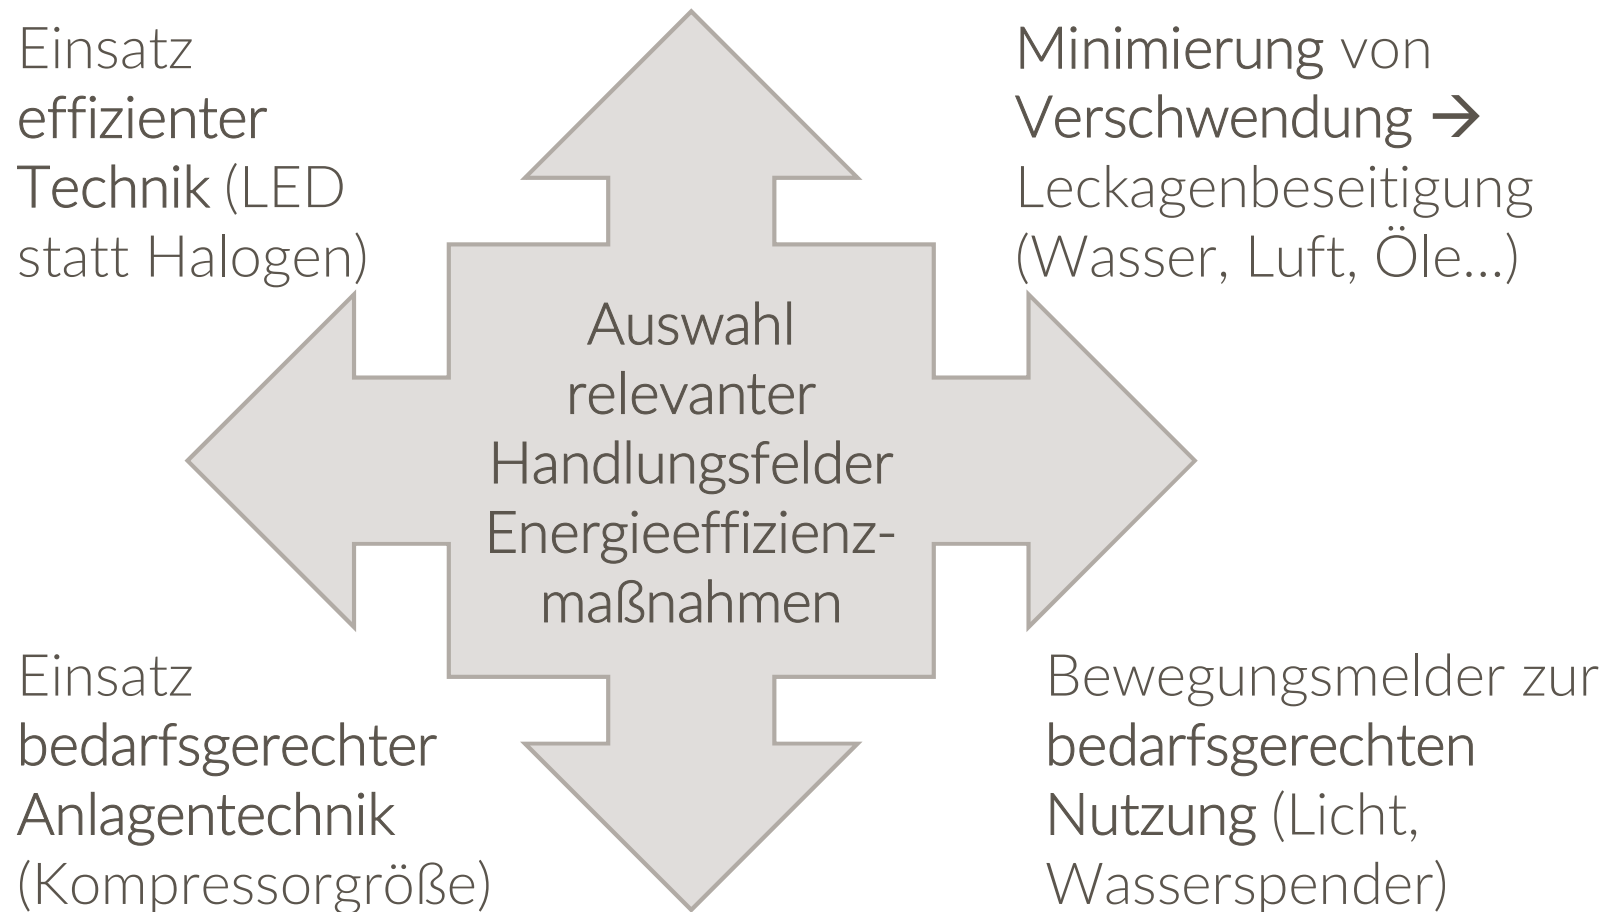 Einsatz
effizienter
Technik (LED
statt Halogen)
Minimierung von
Verschwendung →
Leckagenbeseitigung
(Wasser, Luft, Öle...)
Auswahl
relevanter
Handlungsfelder
Energieeffizienz-
maßnahmen
Einsatz
bedarfsgerechter
Anlagentechnik
(Kompressorgröße)
Bewegungsmelder zur
bedarfsgerechten
Nutzung (Licht,
Wasserspender)